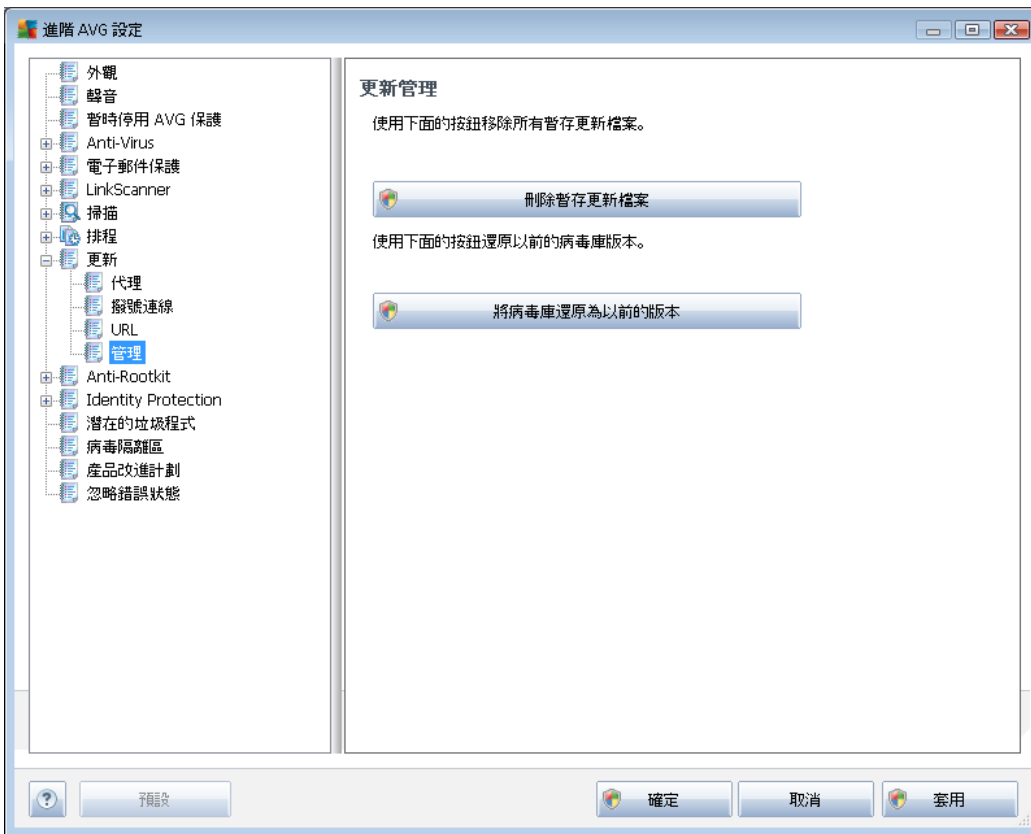 進階 AVG 設定
外觀
聲音
暫時停用 AVG 保護
Anti-Virus
電子郵件保護
LinkScanner
掃描
排程
更新
代理
撥號連線
URL
管理
Anti-Rootkit
Identity Protection
潛在的垃圾程式
病毒隔離區
產品改進計劃
忽略錯誤狀態
更新管理
使用下面的按鈕移除所有暫存更新檔案。
刪除暫存更新檔案
使用下面的按鈕還原以前的病毒庫版本。
將病毒庫還原為以前的版本
?
預設
確定
取消
套用